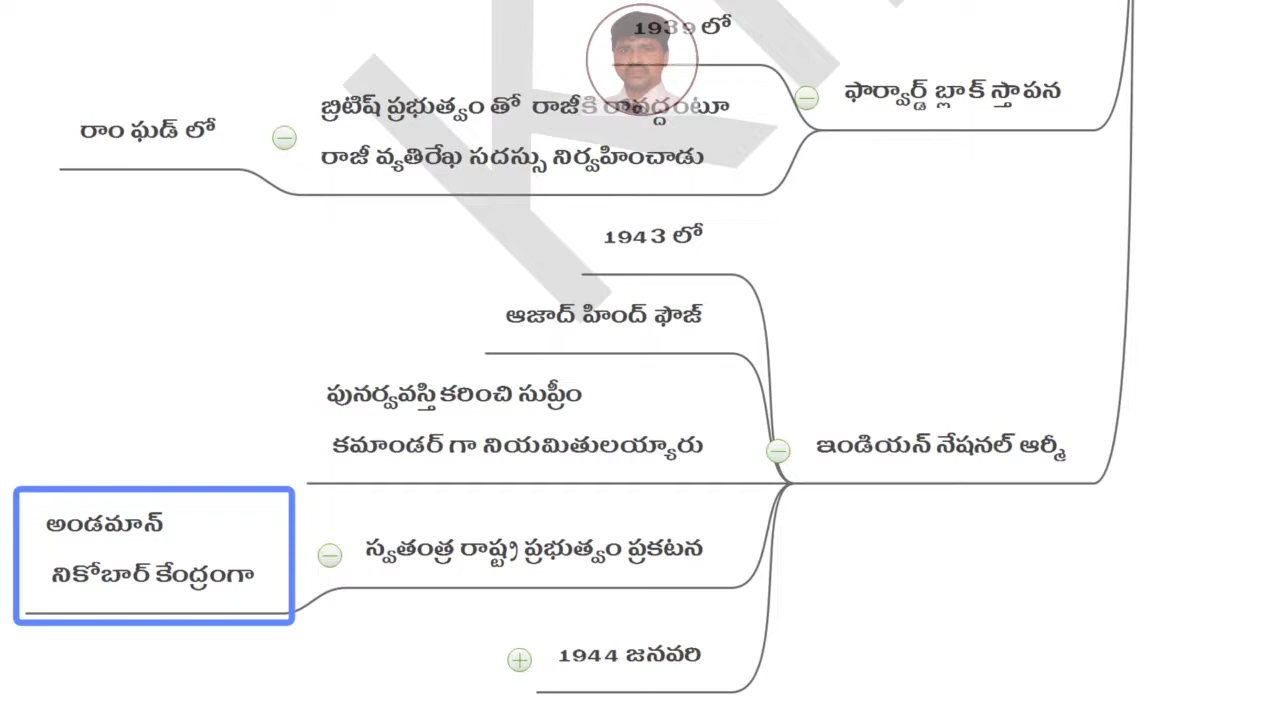 1939 లో
ఫార్వార్డ్ బ్లాక్ స్తాపన
బ్రిటిష్ ప్రభుత్వం తో రాజీకి రావద్దంటూ
రాం ఘడ్ లో
రాజీ వ్యతిరేఖ సదస్సు నిర్వహించాడు
1943 లో
ఆజాద్ హింద్ ఫౌజ్
పునర్వవస్తికరించి సుప్రీం
కమాండర్ గా నియమితులయ్యారు
ఇండియన్ నేషనల్ ఆర్మీ
అండమాన్
నికోబార్ కేంద్రంగా
స్వతంత్ర రాష్ట్ర ప్రభుత్వం ప్రకటన
1944 జనవరి